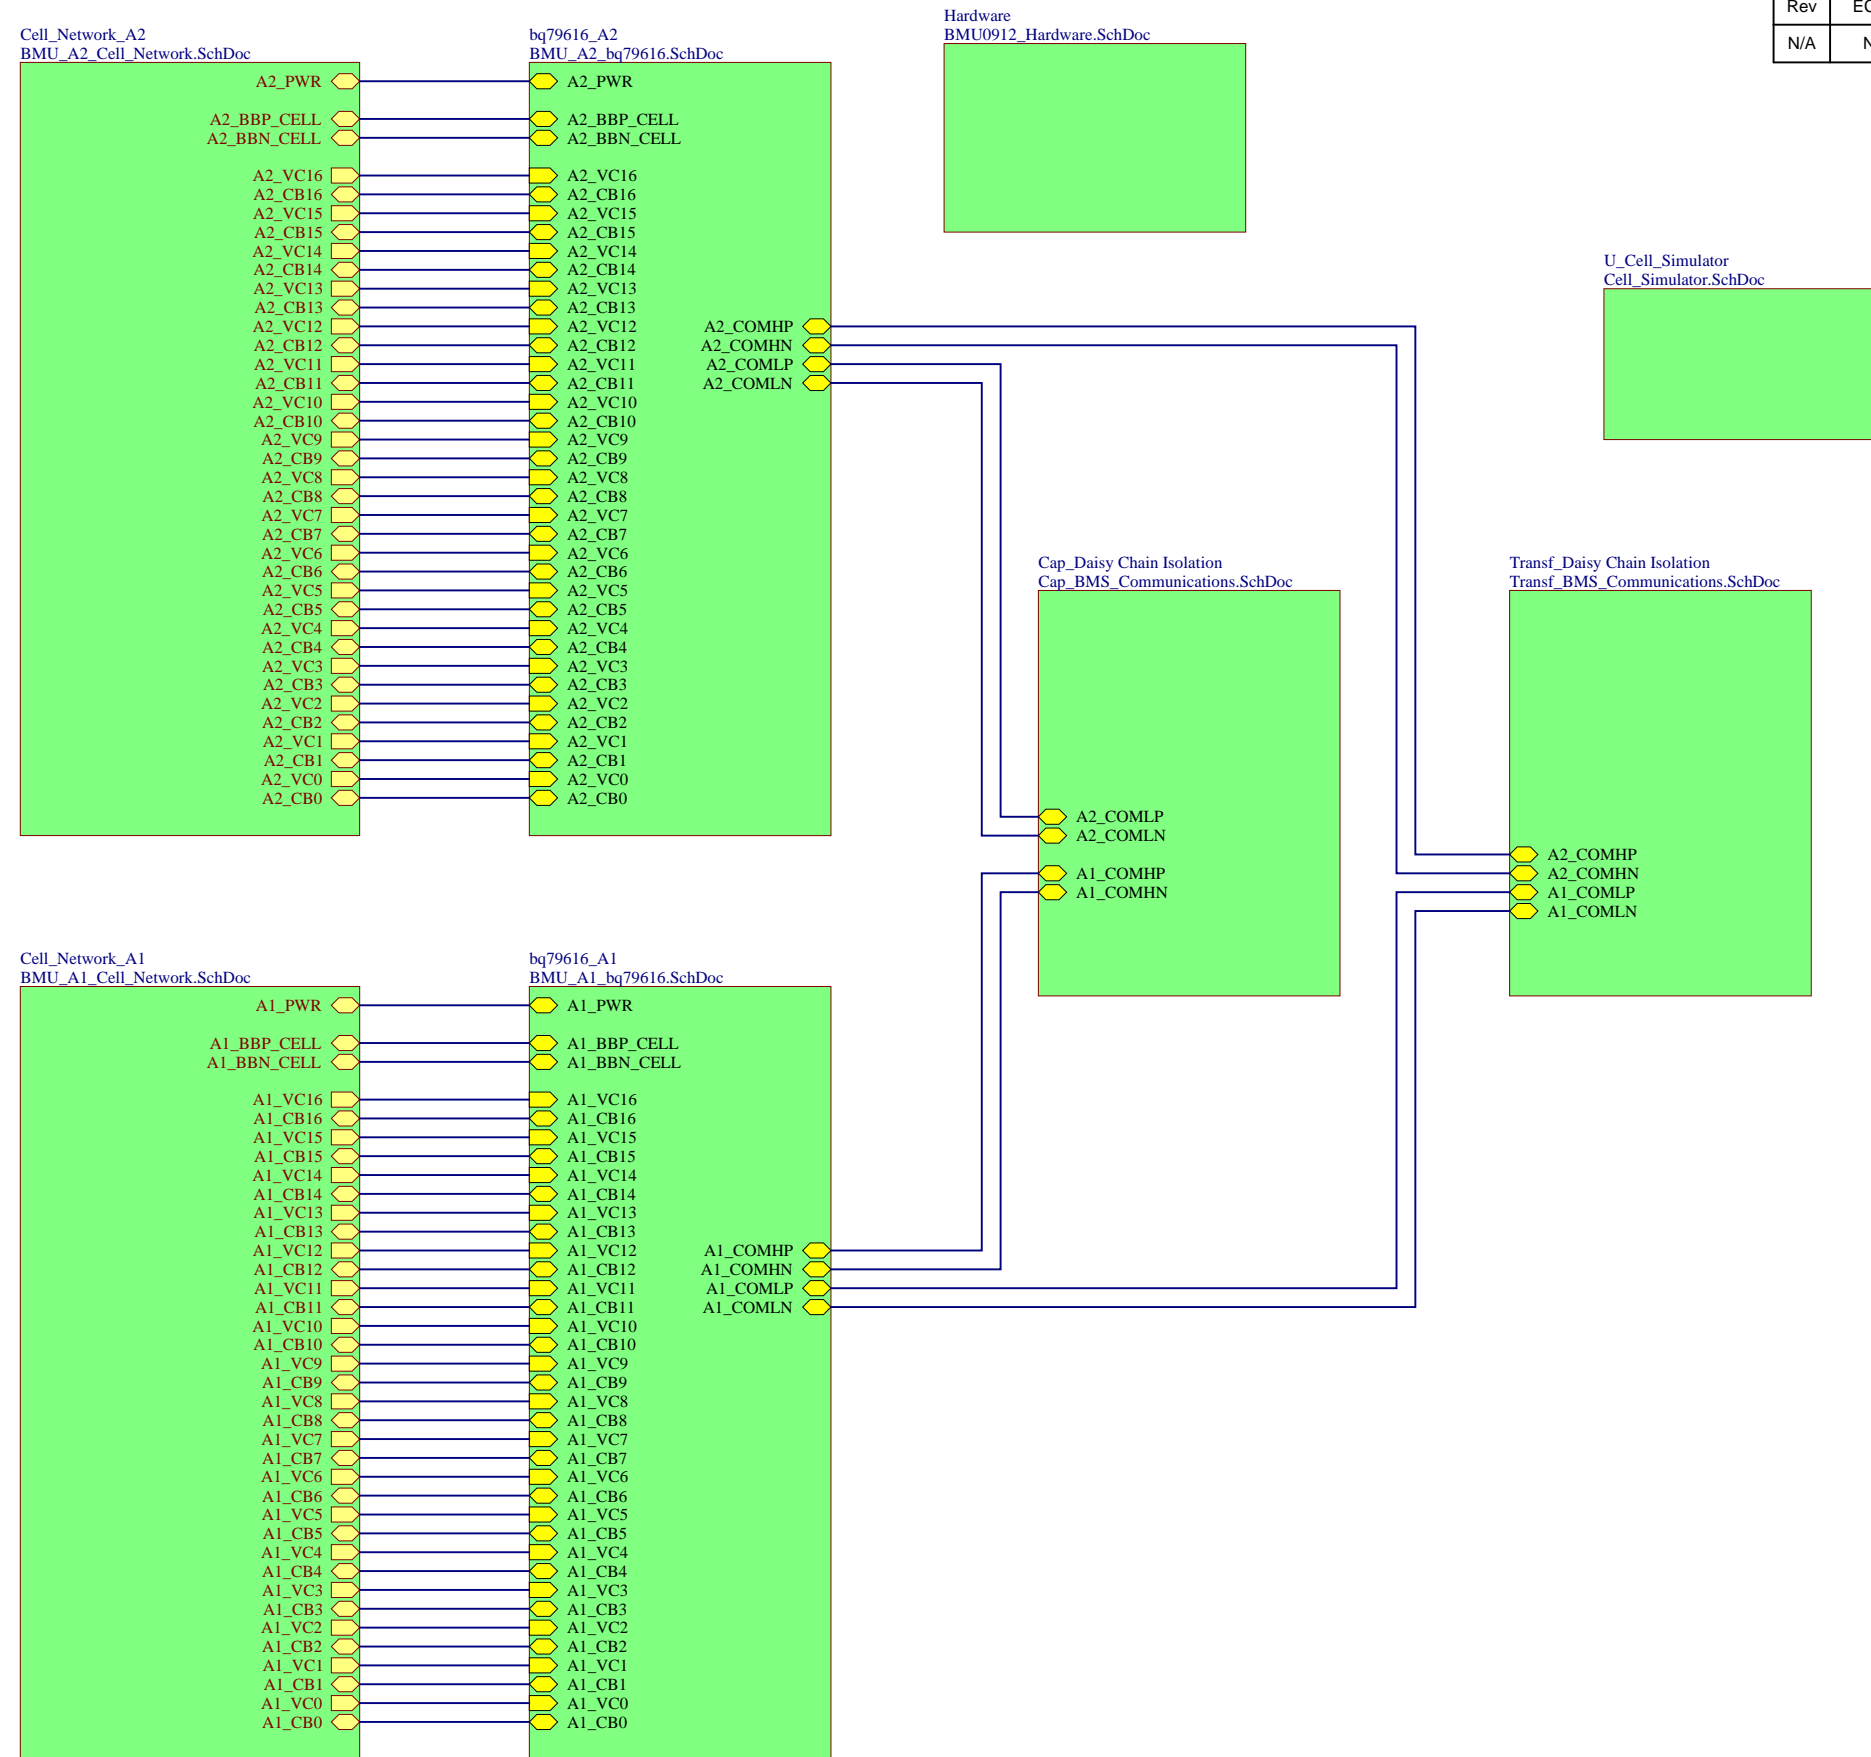 Cell_Network_A2
BMU_A2_Cell_Network.SchDoc
A2_PWR
A2_BBP_CELL
A2_BBN_CELL
A2_VC16
A2_CB16
A2_VC15
A2_CB15
A2_VC14
A2_CB14
A2_VC13
A2_CB13
A2_VC12
A2_CB12
A2_VC11
A2_CB11
A2_VC10
A2_CB10
A2_VC9
A2_CB9
A2_VC8
A2_CB8
A2_VC7
A2_CB7
A2_VC6
A2_CB6
A2_VC5
A2_CB5
A2_VC4
A2_CB4
A2_VC3
A2_CB3
A2_VC2
A2_CB2
A2_VC1
A2_CB1
A2_VC0
A2_CB0
bq79616_A2
BMU_A2_bq79616.SchDoc
A2_PWR
A2_BBP_CELL
A2_BBN_CELL
A2_VC16
A2_CB16
A2_VC15
A2_CB15
A2_VC14
A2_CB14
A2_VC13
A2_CB13
A2_VC12
A2_CB12
A2_VC11
A2_CB11
A2_VC10
A2_CB10
A2_VC9
A2_CB9
A2_VC8
A2_CB8
A2_VC7
A2_CB7
A2_VC6
A2_CB6
A2_VC5
A2_CB5
A2_VC4
A2_CB4
A2_VC3
A2_CB3
A2_VC2
A2_CB2
A2_VC1
A2_CB1
A2_VC0
A2_CB0
A2_COMHP
A2_COMHN
A2_COMLP
A2_COMLN
Hardware
BMU0912_Hardware.SchDoc
Rev
N/A
U_Cell_Simulator
Cell_Simulator.SchDoc
Cap_Daisy Chain Isolation
Cap_BMS_Communications.SchDoc
A2_COMLP
A2_COMLN
A1_COMHP
A1_COMHN
Transf_Daisy Chain Isolation
Transf_BMS_Communications.SchDoc
A2_COMHP
A2_COMHN
A1_COMLP
A1_COMLN
Cell_Network_A1
BMU_A1_Cell_Network.SchDoc
A1_PWR
A1_BBP_CELL
A1_BBN_CELL
A1_VC16
A1_CB16
A1_VC15
A1_CB15
A1_VC14
A1_CB14
A1_VC13
A1_CB13
A1_VC12
A1_CB12
A1_VC11
A1_CB11
A1_VC10
A1_CB10
A1_VC9
A1_CB9
A1_VC8
A1_CB8
A1_VC7
A1_CB7
A1_VC6
A1_CB6
A1_VC5
A1_CB5
A1_VC4
A1_CB4
A1_VC3
A1_CB3
A1_VC2
A1_CB2
A1_VC1
A1_CB1
A1_VC0
A1_CB0
bq79616_A1
BMU_A1_bq79616.SchDoc
A1_PWR
A1_BBP_CELL
A1_BBN_CELL
A1_VC16
A1_CB16
A1_VC15
A1_CB15
A1_VC14
A1_CB14
A1_VC13
A1_CB13
A1_VC12
A1_CB12
A1_VC11
A1_CB11
A1_VC10
A1_CB10
A1_VC9
A1_CB9
A1_VC8
A1_CB8
A1_VC7
A1_CB7
A1_VC6
A1_CB6
A1_VC5
A1_CB5
A1_VC4
A1_CB4
A1_VC3
A1_CB3
A1_VC2
A1_CB2
A1_VC1
A1_CB1
A1_VC0
A1_CB0
A1_COMHP
A1_COMHN
A1_COMLP
A1_COMLN